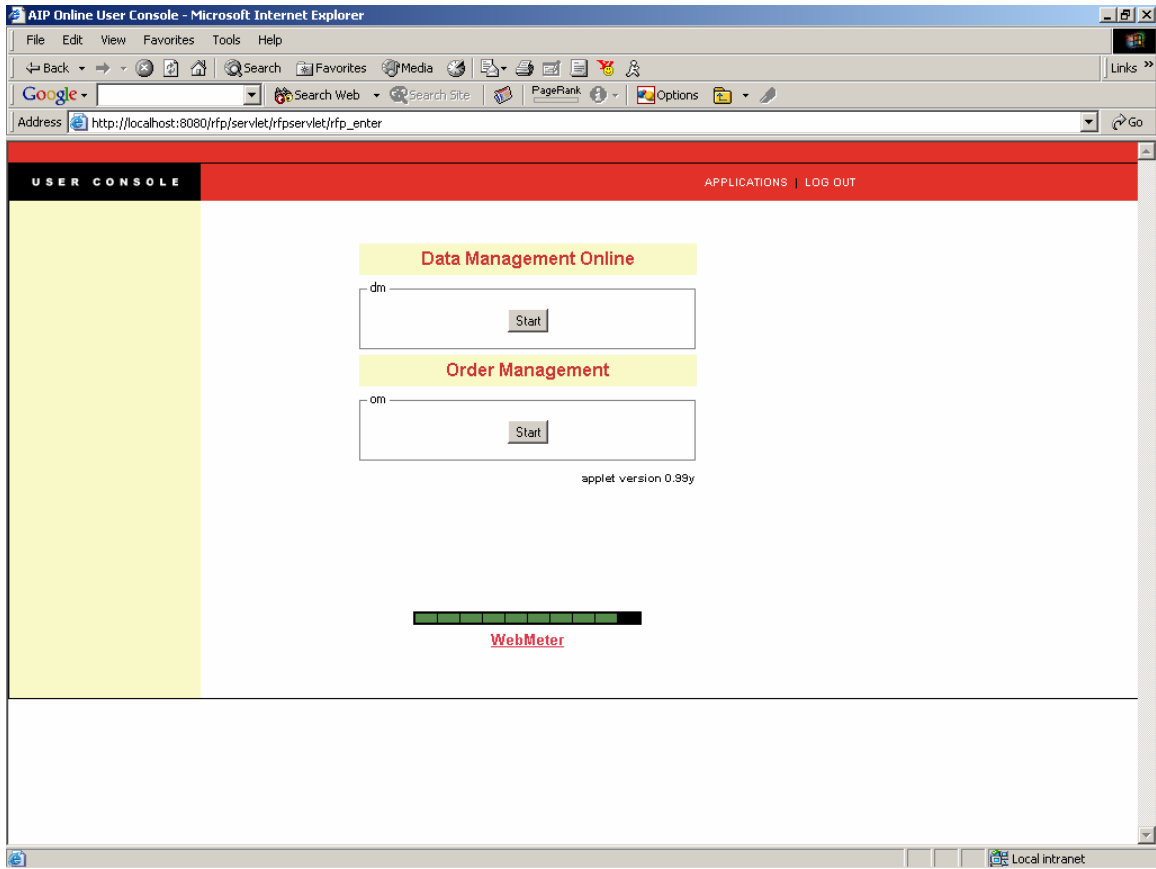 AIP Online User Console - Microsoft Internet Explorer
File Edit View Favorites Tools Help
Back Search Favorites Media Links »
Google Search Web Search Site PageRank Options
Address http://localhost:8080/rfp/servlet/rfpservlet/rfp_enter Go
USER CONSOLE APPLICATIONS | LOG OUT
Data Management Online
dm
Start
Order Management
om
Start
applet version 0.99y
WebMeter
Local intranet